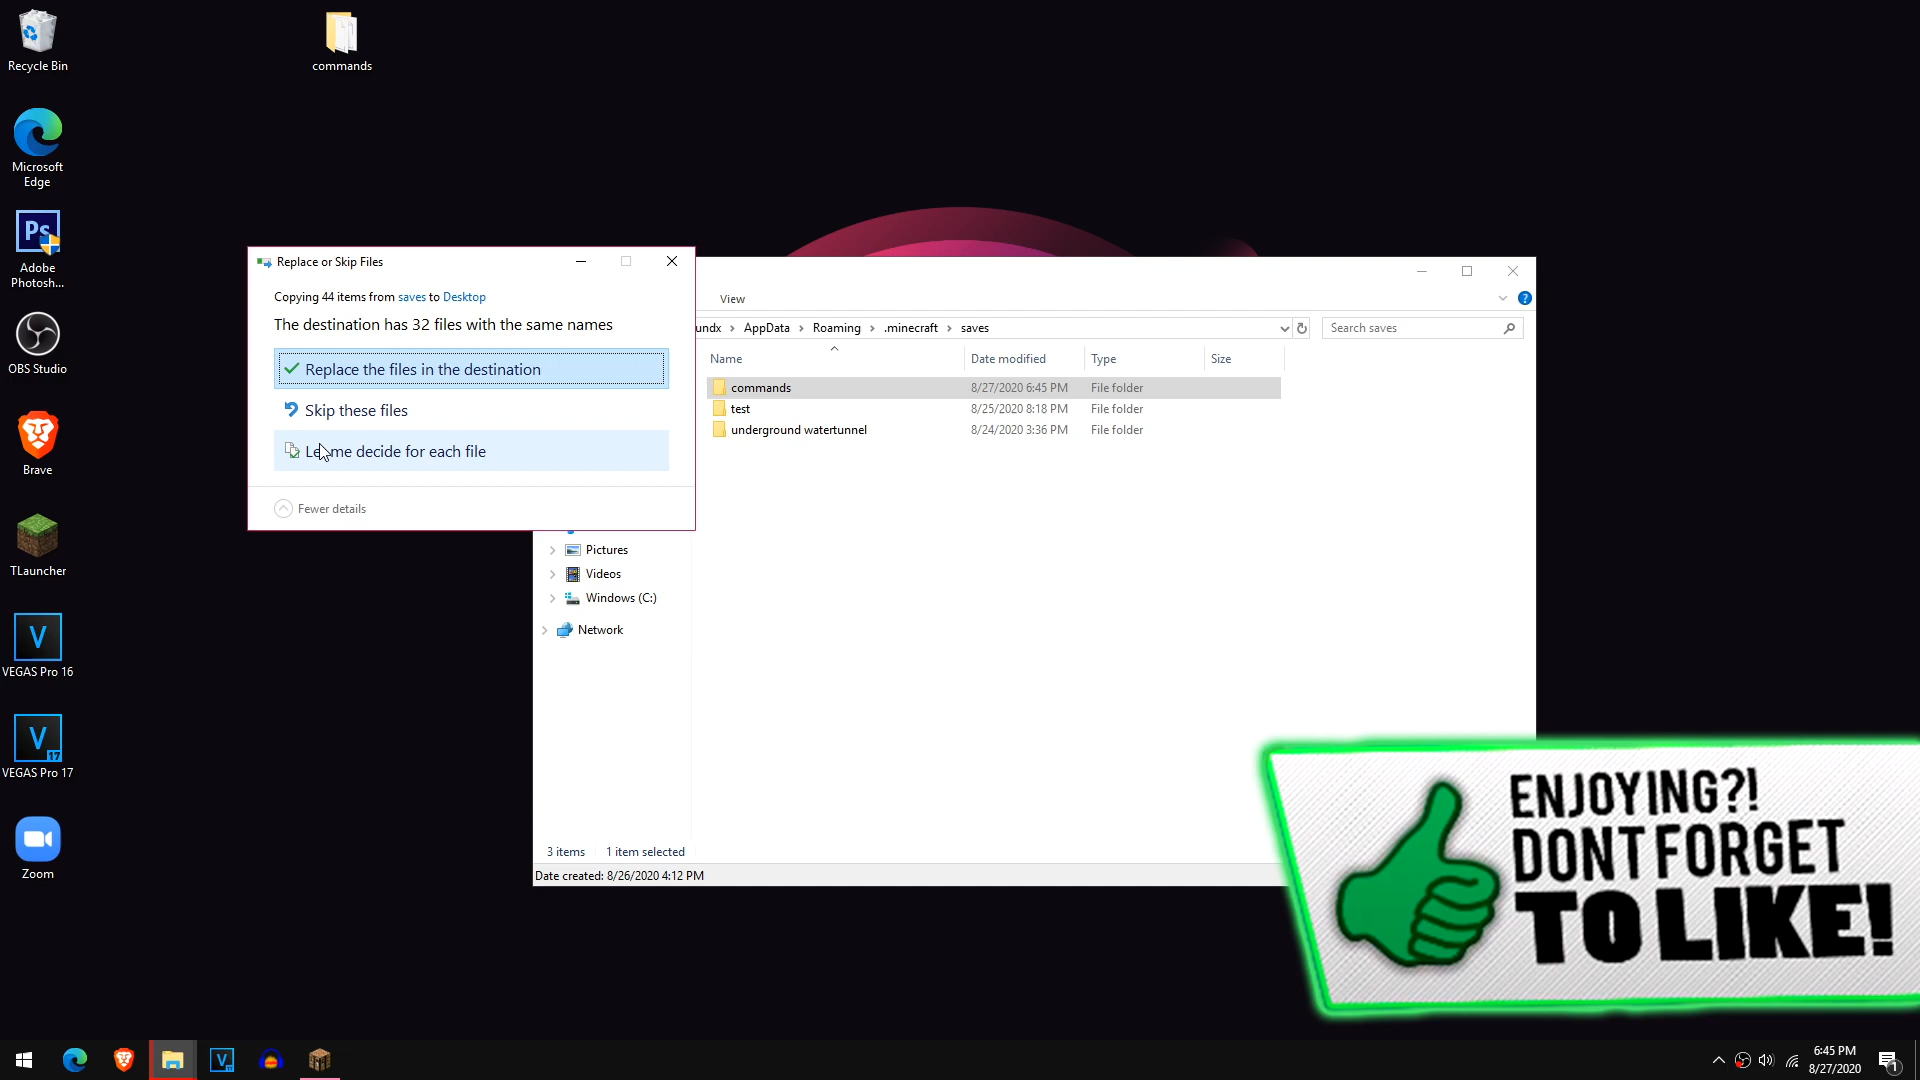 Recycle Bin
commands
Microsoft
Edge
Ps
Adobe
Photosh...
OBS Studio
Brave
TLauncher
V
VEGAS Pro 16
V
17
VEGAS Pro 17
Zoom
Replace or Skip Files
Copying 44 items from saves to Desktop
The destination has 32 files with the same names
Replace the files in the destination
Skip these files
Let me decide for each file
Fewer details
View
undx > AppData > Roaming > .minecraft > saves
Search saves
Name Date modified Type Size
commands 8/27/2020 6:45 PM File folder
test 8/25/2020 8:18 PM File folder
underground watertunnel 8/24/2020 3:36 PM File folder
Pictures
Videos
Windows (C:)
Network
3 items 1 item selected
Date created: 8/26/2020 4:12 PM
ENJOYING?!
DONT FORGET
TO LIKE!
V
6:45 PM
8/27/2020
1